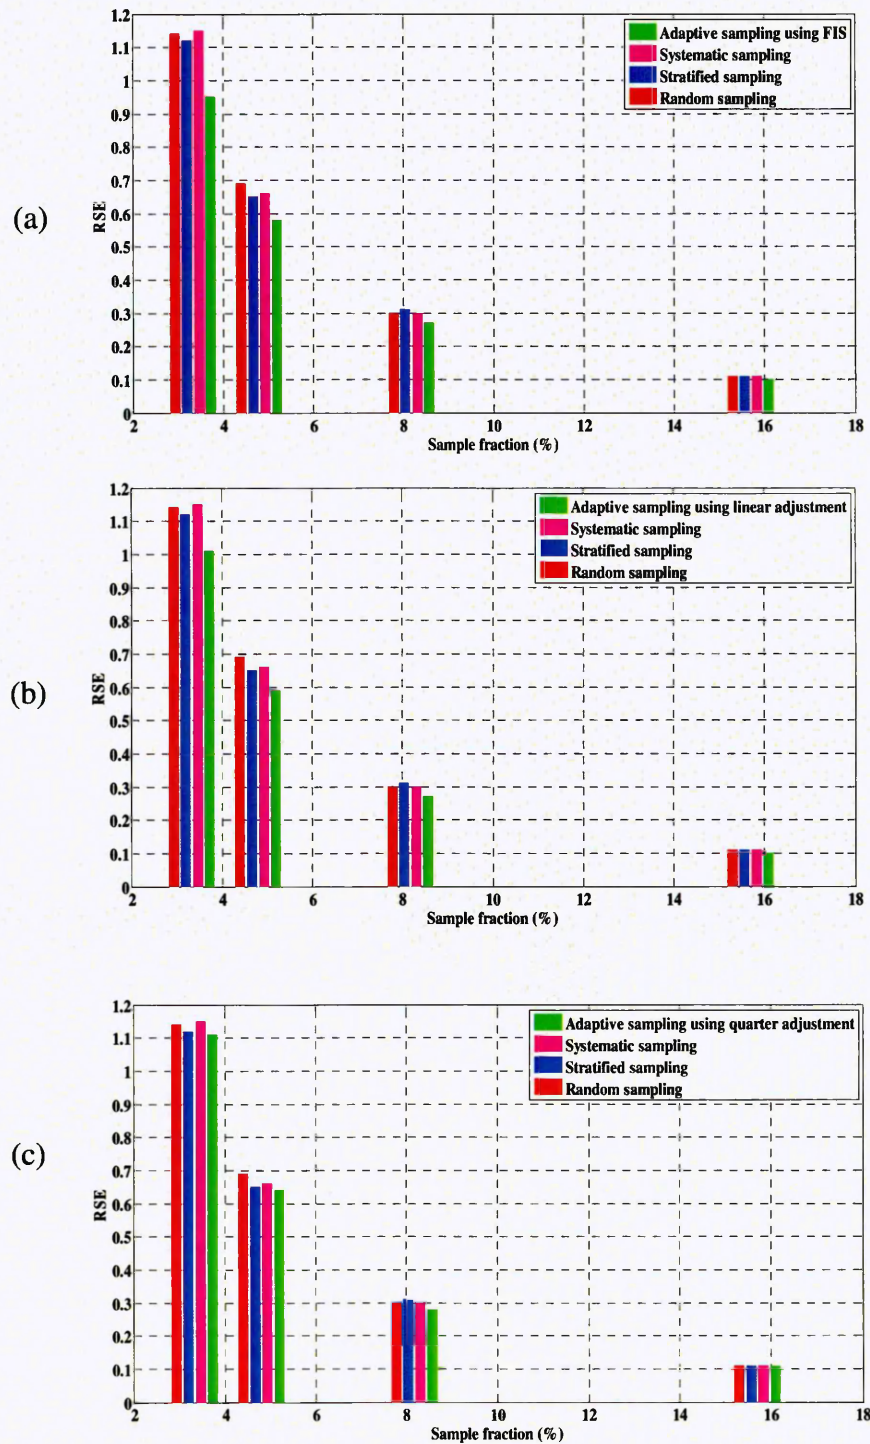 (a)
RSE
1.2
1.1
1
0.9
0.8
0.7
0.6
0.5
0.4
0.3
0.2
0.1
0
2 4 6 8 10 12 14 16 18
Sample fraction (%)
Adaptive sampling using FIS
Systematic sampling
Stratified sampling
Random sampling
(b)
RSE
1.2
1.1
1
0.9
0.8
0.7
0.6
0.5
0.4
0.3
0.2
0.1
0
2 4 6 8 10 12 14 16 18
Sample fraction (%)
Adaptive sampling using linear adjustment
Systematic sampling
Stratified sampling
Random sampling
(c)
RSE
1.2
1.1
1
0.9
0.8
0.7
0.6
0.5
0.4
0.3
0.2
0.1
0
2 4 6 8 10 12 14 16 18
Sample fraction (%)
Adaptive sampling using quarter adjustment
Systematic sampling
Stratified sampling
Random sampling